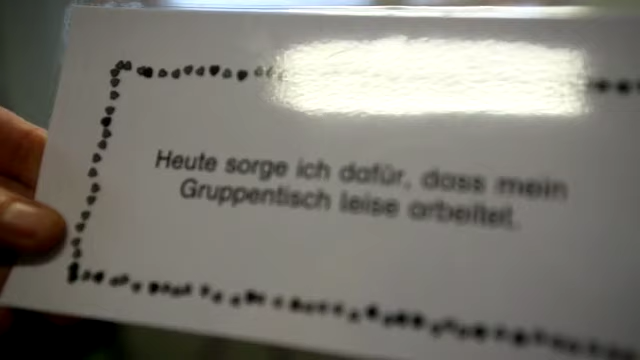 Heute sorge ich dafür, dass mein
Gruppentisch leise arbeitet.